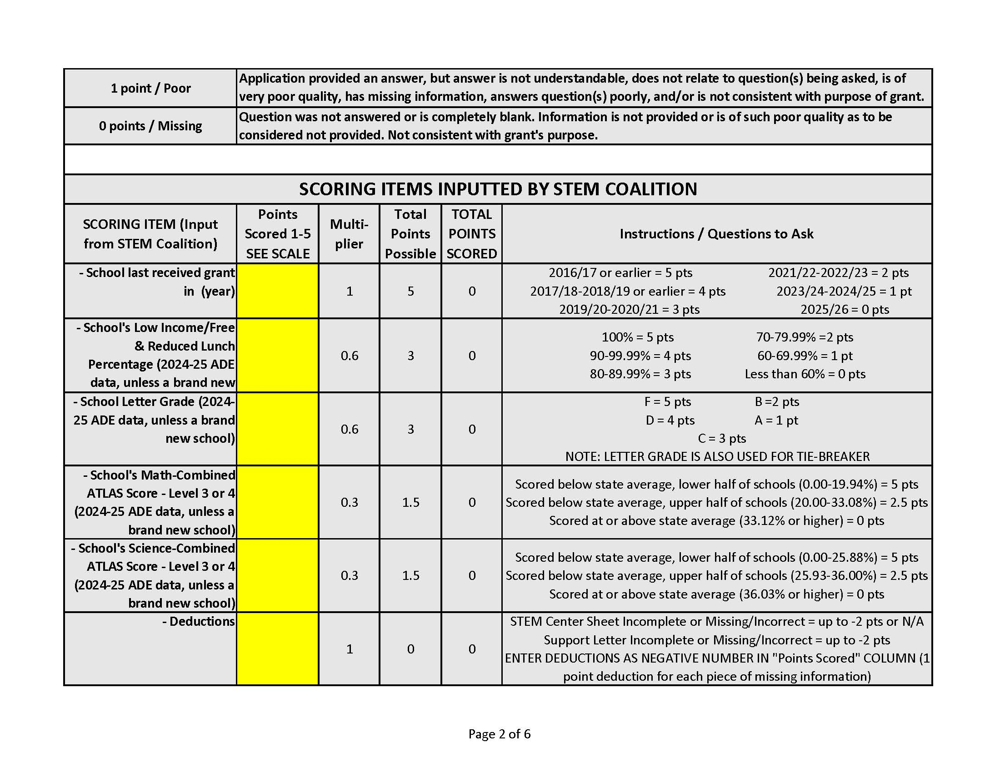 1 point / Poor
Application provided an answer, but answer is not understandable, does not relate to question(s) being asked, is of
very poor quality, has missing information, answers question(s) poorly, and/or is not consistent with purpose of grant.
0 points / Missing
Question was not answered or is completely blank. Information is not provided or is of such poor quality as to be
considered not provided. Not consistent with grant's purpose.
SCORING ITEMS INPUTTED BY STEM COALITION
SCORING ITEM (Input
from STEM Coalition)
Points
Scored 1-5
SEE SCALE
Multi-
plier
Total
Points
Possible
TOTAL
POINTS
SCORED
Instructions / Questions to Ask
- School last received grant
in (year)
1
5
0
2016/17 or earlier = 5 pts 2021/22-2022/23 = 2 pts
2017/18-2018/19 or earlier = 4 pts 2023/24-2024/25 = 1 pt
2019/20-2020/21 = 3 pts 2025/26 = 0 pts
- School's Low Income/Free
& Reduced Lunch
Percentage (2024-25 ADE
data, unless a brand new
0.6
3
0
100% = 5 pts 70-79.99% =2 pts
90-99.99% = 4 pts 60-69.99% = 1 pt
80-89.99% = 3 pts Less than 60% = 0 pts
- School Letter Grade (2024-
25 ADE data, unless a brand
new school)
0.6
3
0
F = 5 pts B =2 pts
D = 4 pts A = 1 pt
C = 3 pts
NOTE: LETTER GRADE IS ALSO USED FOR TIE-BREAKER
- School's Math-Combined
ATLAS Score - Level 3 or 4
(2024-25 ADE data, unless a
brand new school)
0.3
1.5
0
Scored below state average, lower half of schools (0.00-19.94%) = 5 pts
Scored below state average, upper half of schools (20.00-33.08%) = 2.5 pts
Scored at or above state average (33.12% or higher) = 0 pts
- School's Science-Combined
ATLAS Score - Level 3 or 4
(2024-25 ADE data, unless a
brand new school)
0.3
1.5
0
Scored below state average, lower half of schools (0.00-25.88%) = 5 pts
Scored below state average, upper half of schools (25.93-36.00%) = 2.5 pts
Scored at or above state average (36.03% or higher) = 0 pts
- Deductions
1
0
0
STEM Center Sheet Incomplete or Missing/Incorrect = up to -2 pts or N/A
Support Letter Incomplete or Missing/Incorrect = up to -2 pts
ENTER DEDUCTIONS AS NEGATIVE NUMBER IN "Points Scored" COLUMN (1
point deduction for each piece of missing information)
Page 2 of 6